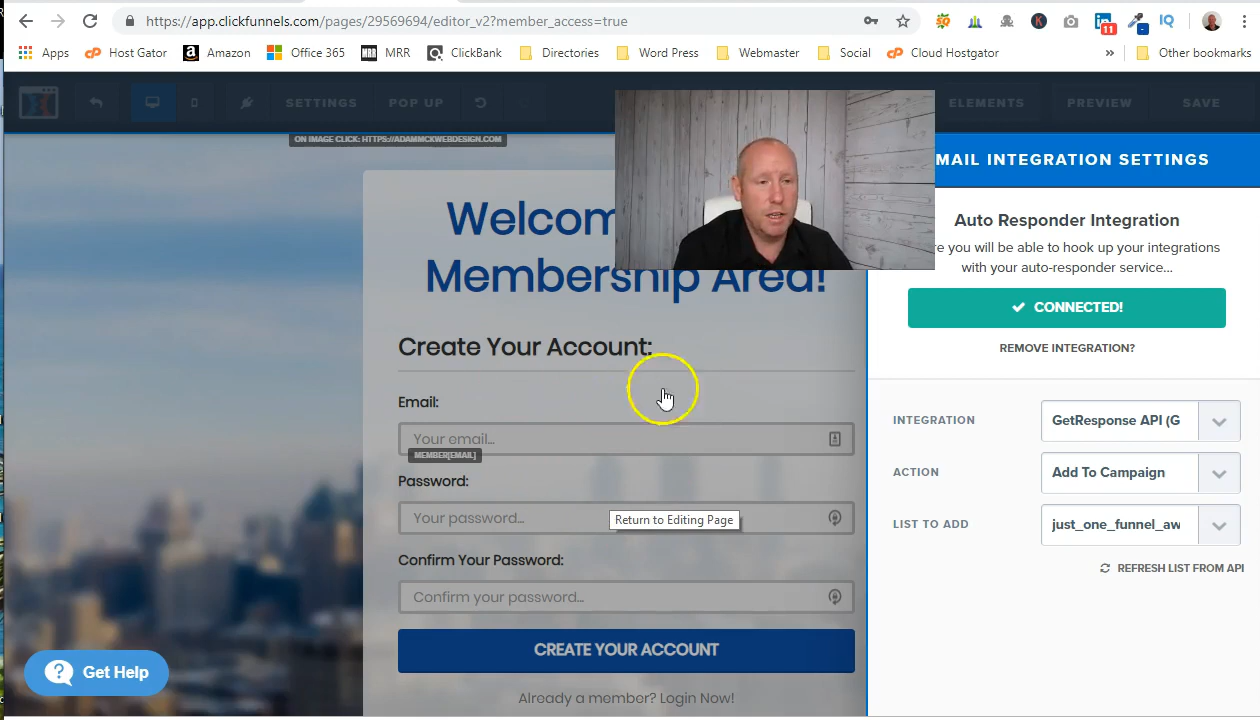 https://app.clickfunnels.com/pages/29569694/editor_v2?member_access=true
11
IQ
Apps
Host Gator
Amazon
Office 365
MRR
MRR
ClickBank
Directories
Word Press
Webmaster
Social
Cloud Hostgator
»
Other bookmarks
SETTINGS
POP UP
ELEMENTS
PREVIEW
SAVE
ON IMAGE CLICK: HTTPS://ADAMMCKWEBDESIGN.COM
MAIL INTEGRATION SETTINGS
Welcom
Membership Area!
Auto Responder Integration
re you will be able to hook up your integrations
with your auto-responder service...
CONNECTED!
REMOVE INTEGRATION?
Create Your Account:
Email:
Your email...
MEMBER[EMAIL]
Password:
Your password...
Return to Editing Page
Confirm Your Password:
Confirm your password...
CREATE YOUR ACCOUNT
Already a member? Login Now!
INTEGRATION
GetResponse API (G
ACTION
Add To Campaign
LIST TO ADD
just_one_funnel_aw
REFRESH LIST FROM API
Get Help